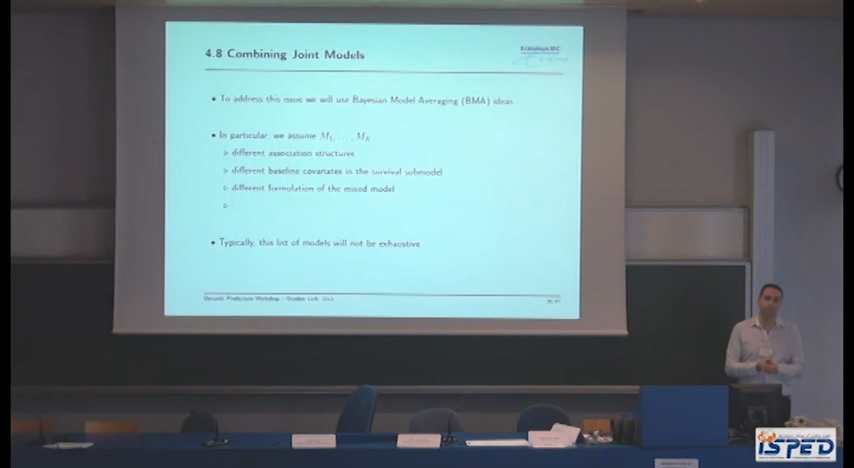 4.8 Combining Joint Models
Erasmus MC
• To address this issue we will use Bayesian Model Averaging (BMA) ideas
• In particular, we assume M1, . . . , MK
▷ different association structures
▷ different baseline covariates in the survival submodel
▷ different formulation of the mixed model
▷
• Typically, this list of models will not be exhaustive
Dynamic Predictions Workshop - October 11th, 2013
ISPED